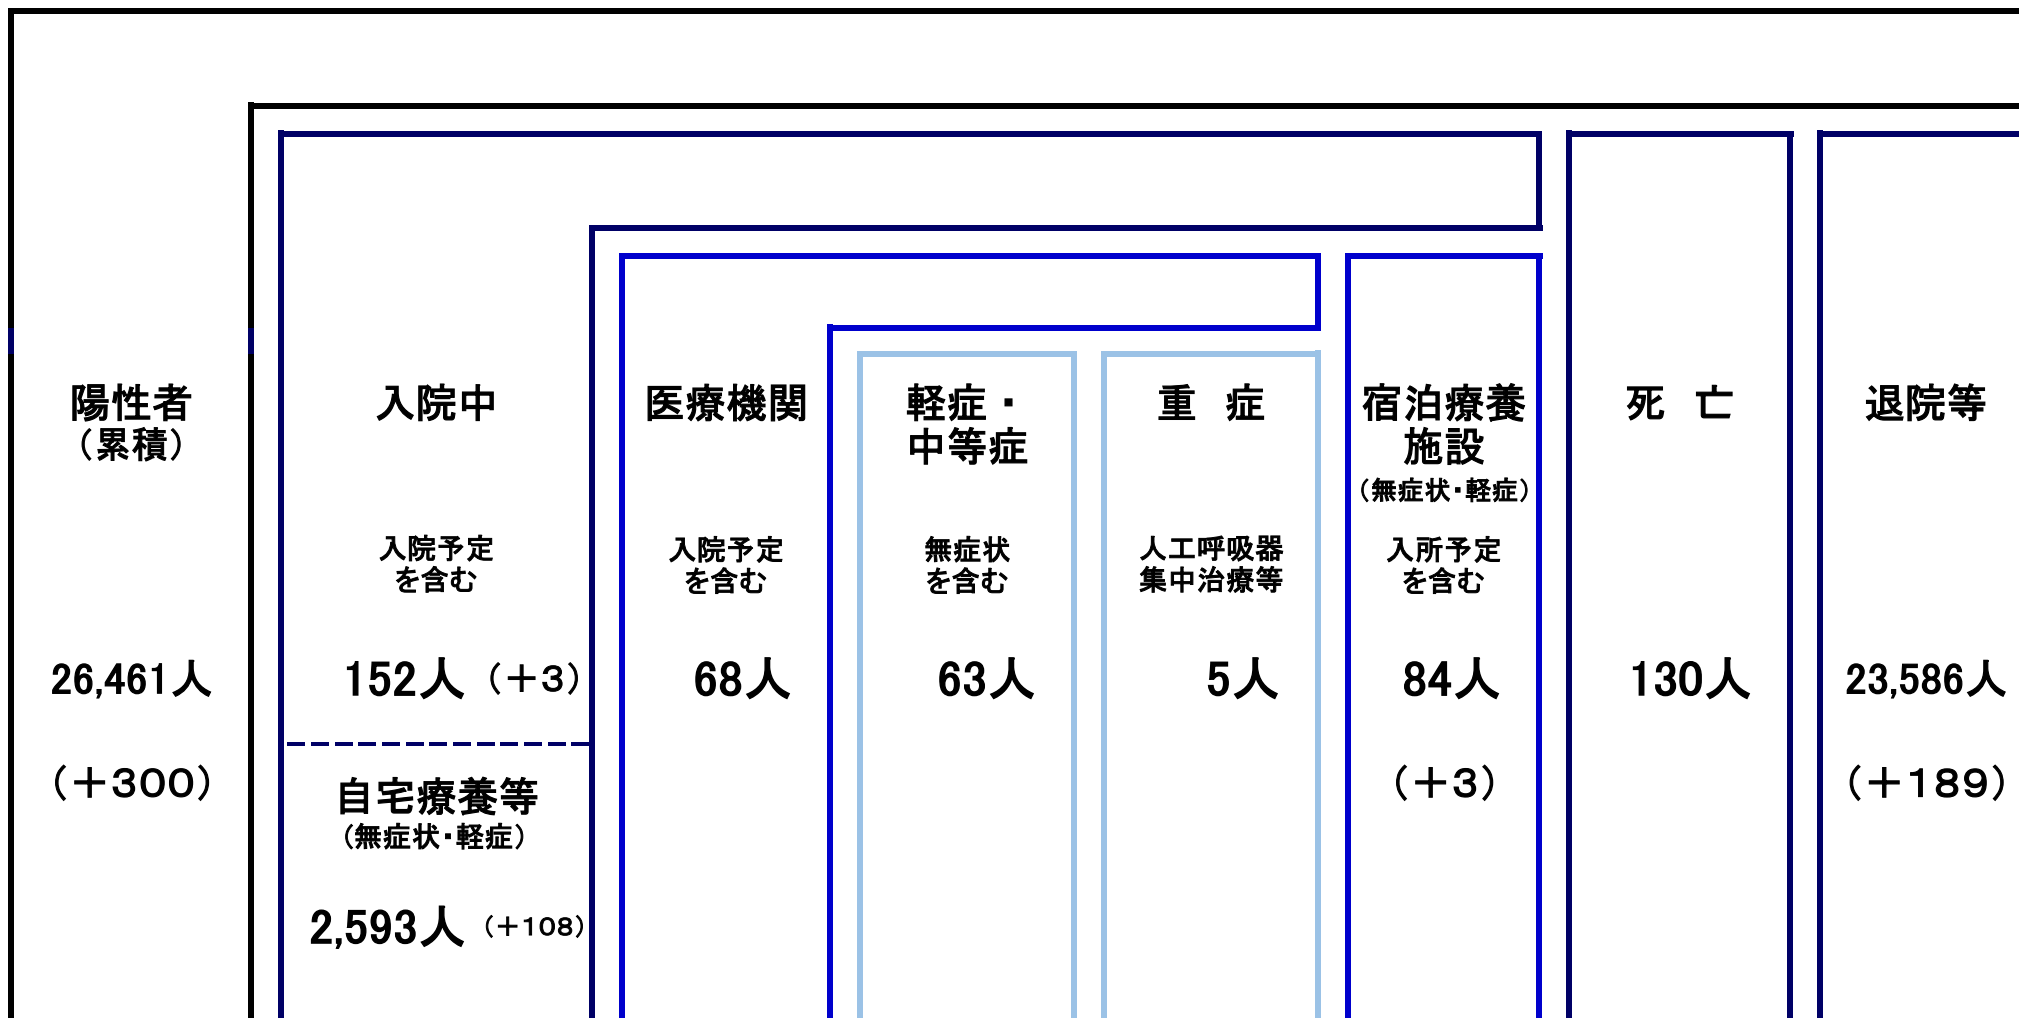 陽性者
（累積）
26,461人
（＋300）
入院中
入院予定
を含む
152人（＋3）
自宅療養等
（無症状・軽症）
2,593人（＋108）
医療機関
入院予定
を含む
68人
軽症・
中等症
無症状
を含む
63人
重　症
人工呼吸器
集中治療等
5人
宿泊療養
施設
（無症状・軽症）
入所予定
を含む
84人
（＋3）
死　亡
130人
退院等
23,586人
（＋189）